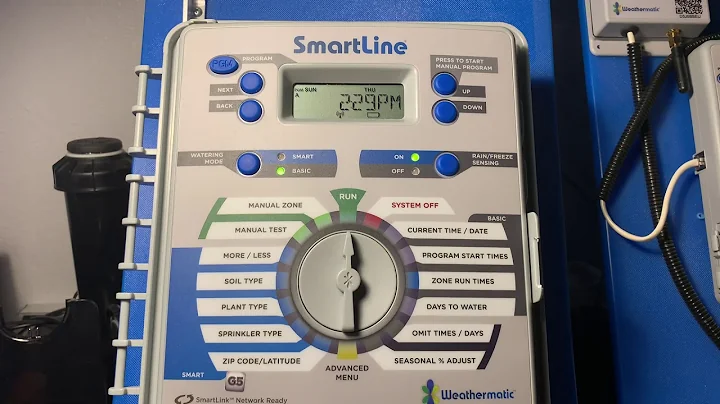 Weathermatic
SmartLine
PGM
PROGRAM
NEXT
BACK
SUN
THU
A
2:29PM
PRESS TO START
MANUAL PROGRAM
UP
DOWN
WATERING
MODE
SMART
BASIC
ON
OFF
RAIN/FREEZE
SENSING
RUN
MANUAL ZONE
MANUAL TEST
MORE / LESS
SOIL TYPE
PLANT TYPE
SPRINKLER TYPE
ZIP CODE/LATITUDE
SMART
SYSTEM OFF
BASIC
CURRENT TIME / DATE
PROGRAM START TIMES
ZONE RUN TIMES
DAYS TO WATER
OMIT TIMES / DAYS
SEASONAL % ADJUST
ADVANCED
MENU
G5
SmartLink™ Network Ready
Weathermatic